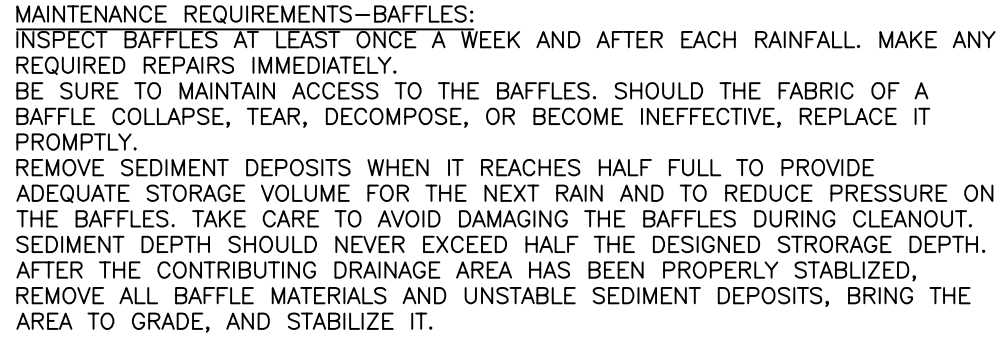 MAINTENANCE REQUIREMENTS–BAFFLES:
INSPECT BAFFLES AT LEAST ONCE A WEEK AND AFTER EACH RAINFALL. MAKE ANY
REQUIRED REPAIRS IMMEDIATELY.
BE SURE TO MAINTAIN ACCESS TO THE BAFFLES. SHOULD THE FABRIC OF A
BAFFLE COLLAPSE, TEAR, DECOMPOSE, OR BECOME INEFFECTIVE, REPLACE IT
PROMPTLY.
REMOVE SEDIMENT DEPOSITS WHEN IT REACHES HALF FULL TO PROVIDE
ADEQUATE STORAGE VOLUME FOR THE NEXT RAIN AND TO REDUCE PRESSURE ON
THE BAFFLES. TAKE CARE TO AVOID DAMAGING THE BAFFLES DURING CLEANOUT.
SEDIMENT DEPTH SHOULD NEVER EXCEED HALF THE DESIGNED STRORAGE DEPTH.
AFTER THE CONTRIBUTING DRAINAGE AREA HAS BEEN PROPERLY STABLIZED,
REMOVE ALL BAFFLE MATERIALS AND UNSTABLE SEDIMENT DEPOSITS, BRING THE
AREA TO GRADE, AND STABILIZE IT.